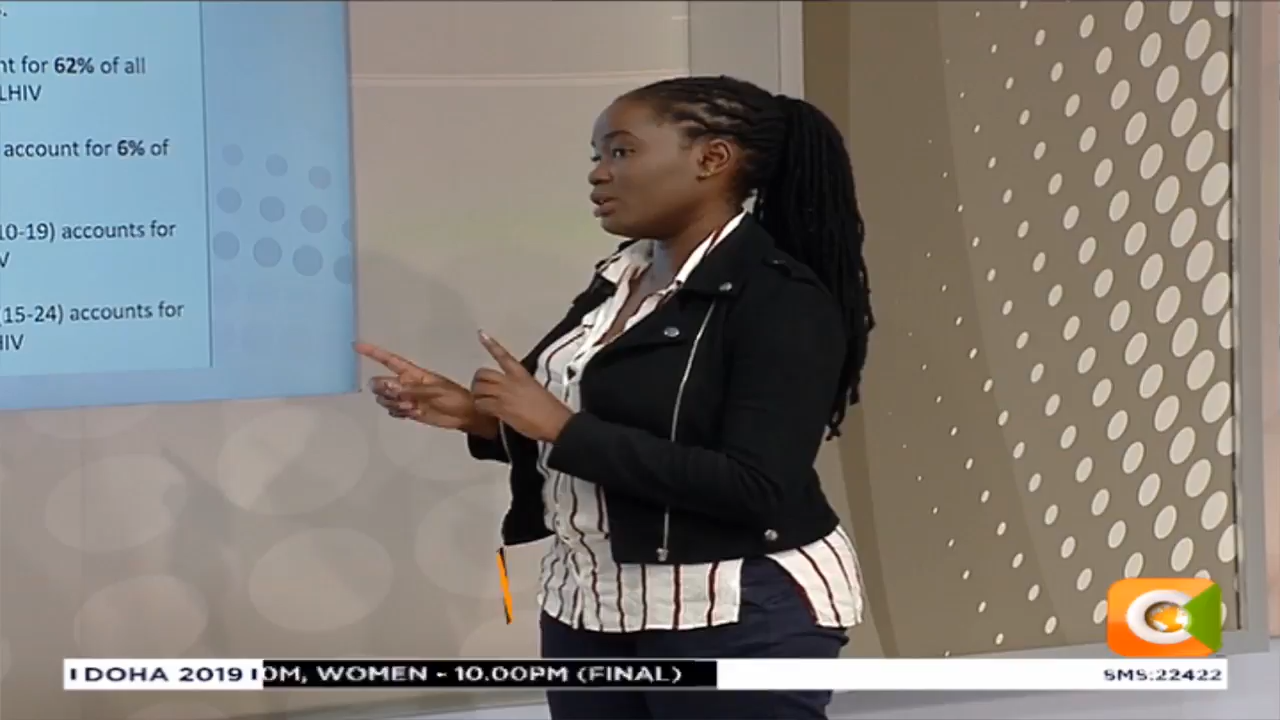 nt for 62% of all
LHIV
account for 6% of
10-19) accounts for
V
(15-24) accounts for
HIV
DOHA 2019
OM, WOMEN - 10.00PM (FINAL)
SMS:22422